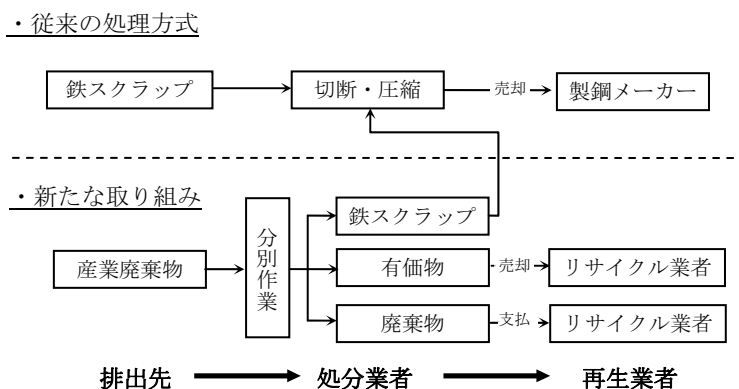 ・従来の処理方式
鉄スクラップ
切断・圧縮
売却
製鋼メーカー
・新たな取り組み
産業廃棄物
分別作業
鉄スクラップ
有価物
売却
リサイクル業者
廃棄物
支払
リサイクル業者
排出先
処分業者
再生業者